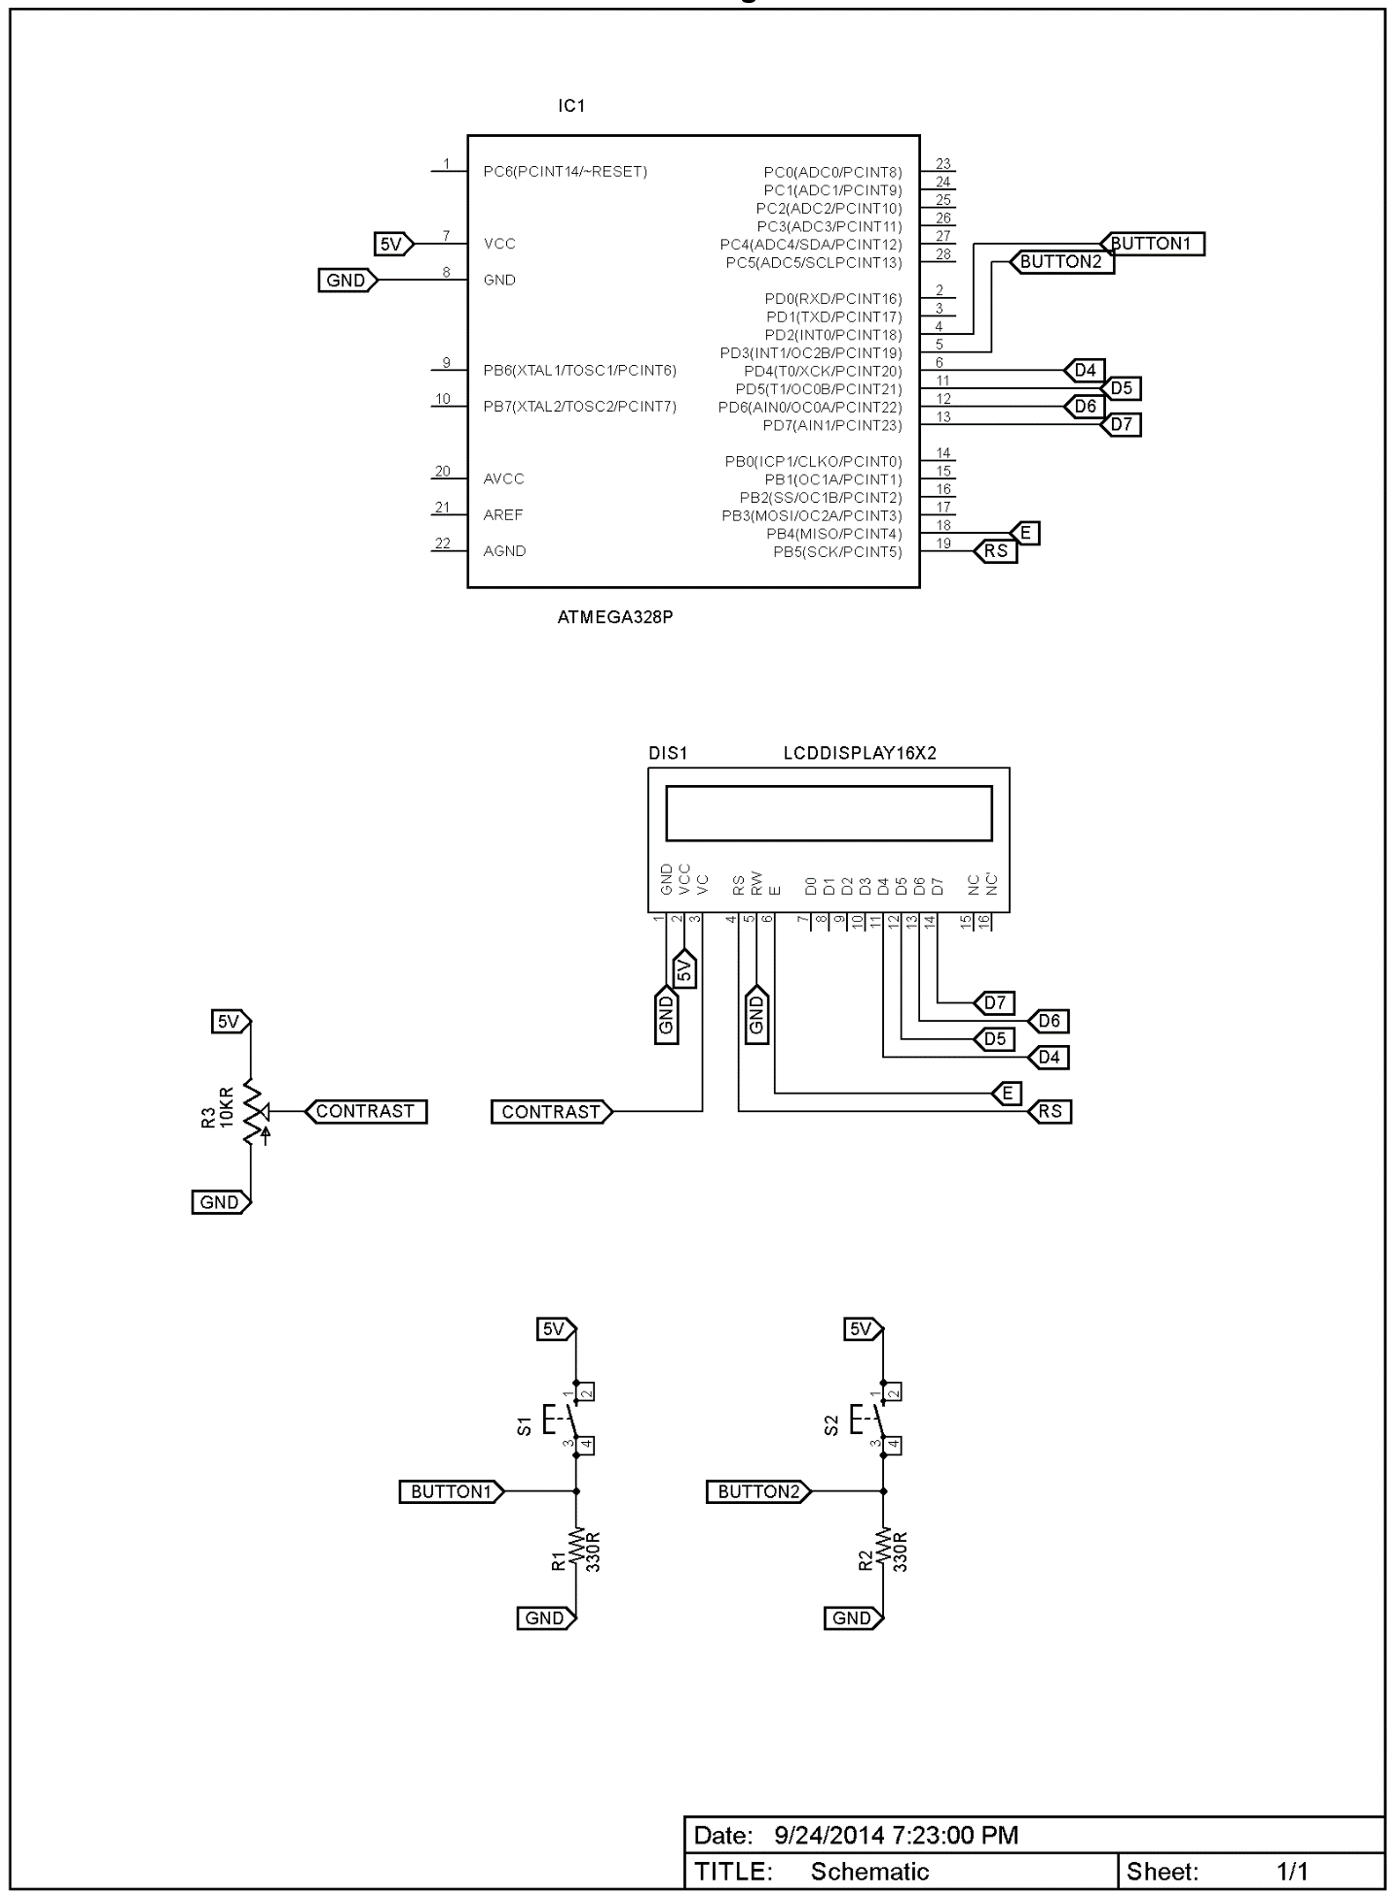 IC1
1 PC6(PCINT14/~RESET)
5V 7 VCC
GND 8 GND
9 PB6(XTAL1/TOSC1/PCINT6)
10 PB7(XTAL2/TOSC2/PCINT7)
20 AVCC
21 AREF
22 AGND
PC0(ADC0/PCINT8) 23
PC1(ADC1/PCINT9) 24
PC2(ADC2/PCINT10) 25
PC3(ADC3/PCINT11) 26
PC4(ADC4/SDA/PCINT12) 27
PC5(ADC5/SCLPCINT13) 28
BUTTON1
BUTTON2
PD0(RXD/PCINT16) 2
PD1(TXD/PCINT17) 3
PD2(INT0/PCINT18) 4
PD3(INT1/OC2B/PCINT19) 5
PD4(T0/XCK/PCINT20) 6 D4
PD5(T1/OC0B/PCINT21) 11 D5
PD6(AIN0/OC0A/PCINT22) 12 D6
PD7(AIN1/PCINT23) 13 D7
PB0(ICP1/CLKO/PCINT0) 14
PB1(OC1A/PCINT1) 15
PB2(SS/OC1B/PCINT2) 16
PB3(MOSI/OC2A/PCINT3) 17
PB4(MISO/PCINT4) 18 E
PB5(SCK/PCINT5) 19 RS
ATMEGA328P
DIS1 LCDDISPLAY16X2
GND VCC VC RS RW E D0 D1 D2 D3 D4 D5 D6 D7 NC NC'
1 2 3 4 5 6 7 8 9 10 11 12 13 14 15 16
5V
GND GND
D7
D6
D5
D4
E
CONTRAST RS
5V
R3
10KR
CONTRAST
GND
5V
1 2
S1
3 4
BUTTON1
R1
330R
GND
5V
1 2
S2
3 4
BUTTON2
R2
330R
GND
Date: 9/24/2014 7:23:00 PM
TITLE: Schematic Sheet: 1/1